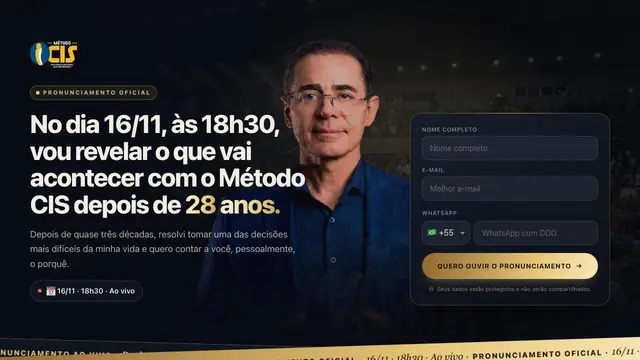 MÉTODO
CIS
PRONUNCIAMENTO OFICIAL
No dia 16/11, às 18h30,
vou revelar o que vai
acontecer com o Método
CIS depois de 28 anos.
Depois de quase três décadas, resolvi tomar uma das decisões
mais difíceis da minha vida e quero contar a você, pessoalmente,
o porquê.
16/11 · 18h30 · Ao vivo
NOME COMPLETO
Nome completo
E-MAIL
Melhor e-mail
WHATSAPP
+55
WhatsApp com DDD
QUERO OUVIR O PRONUNCIAMENTO →
Seus dados estão protegidos e não serão compartilhados.
OFICIAL · 16/11 · 18h30 · Ao vivo · PRONUNCIAMENTO OFICIAL · 16/11 ·